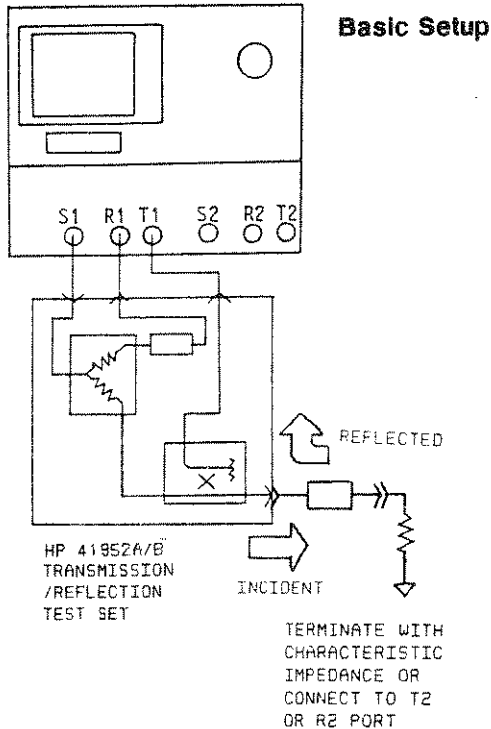 Basic Setup
S1 R1 T1 S2 R2 T2
REFLECTED
INCIDENT
HP 41952A/B
TRANSMISSION
/REFLECTION
TEST SET
TERMINATE WITH
CHARACTERISTIC
IMPEDANCE OR
CONNECT TO T2
OR R2 PORT